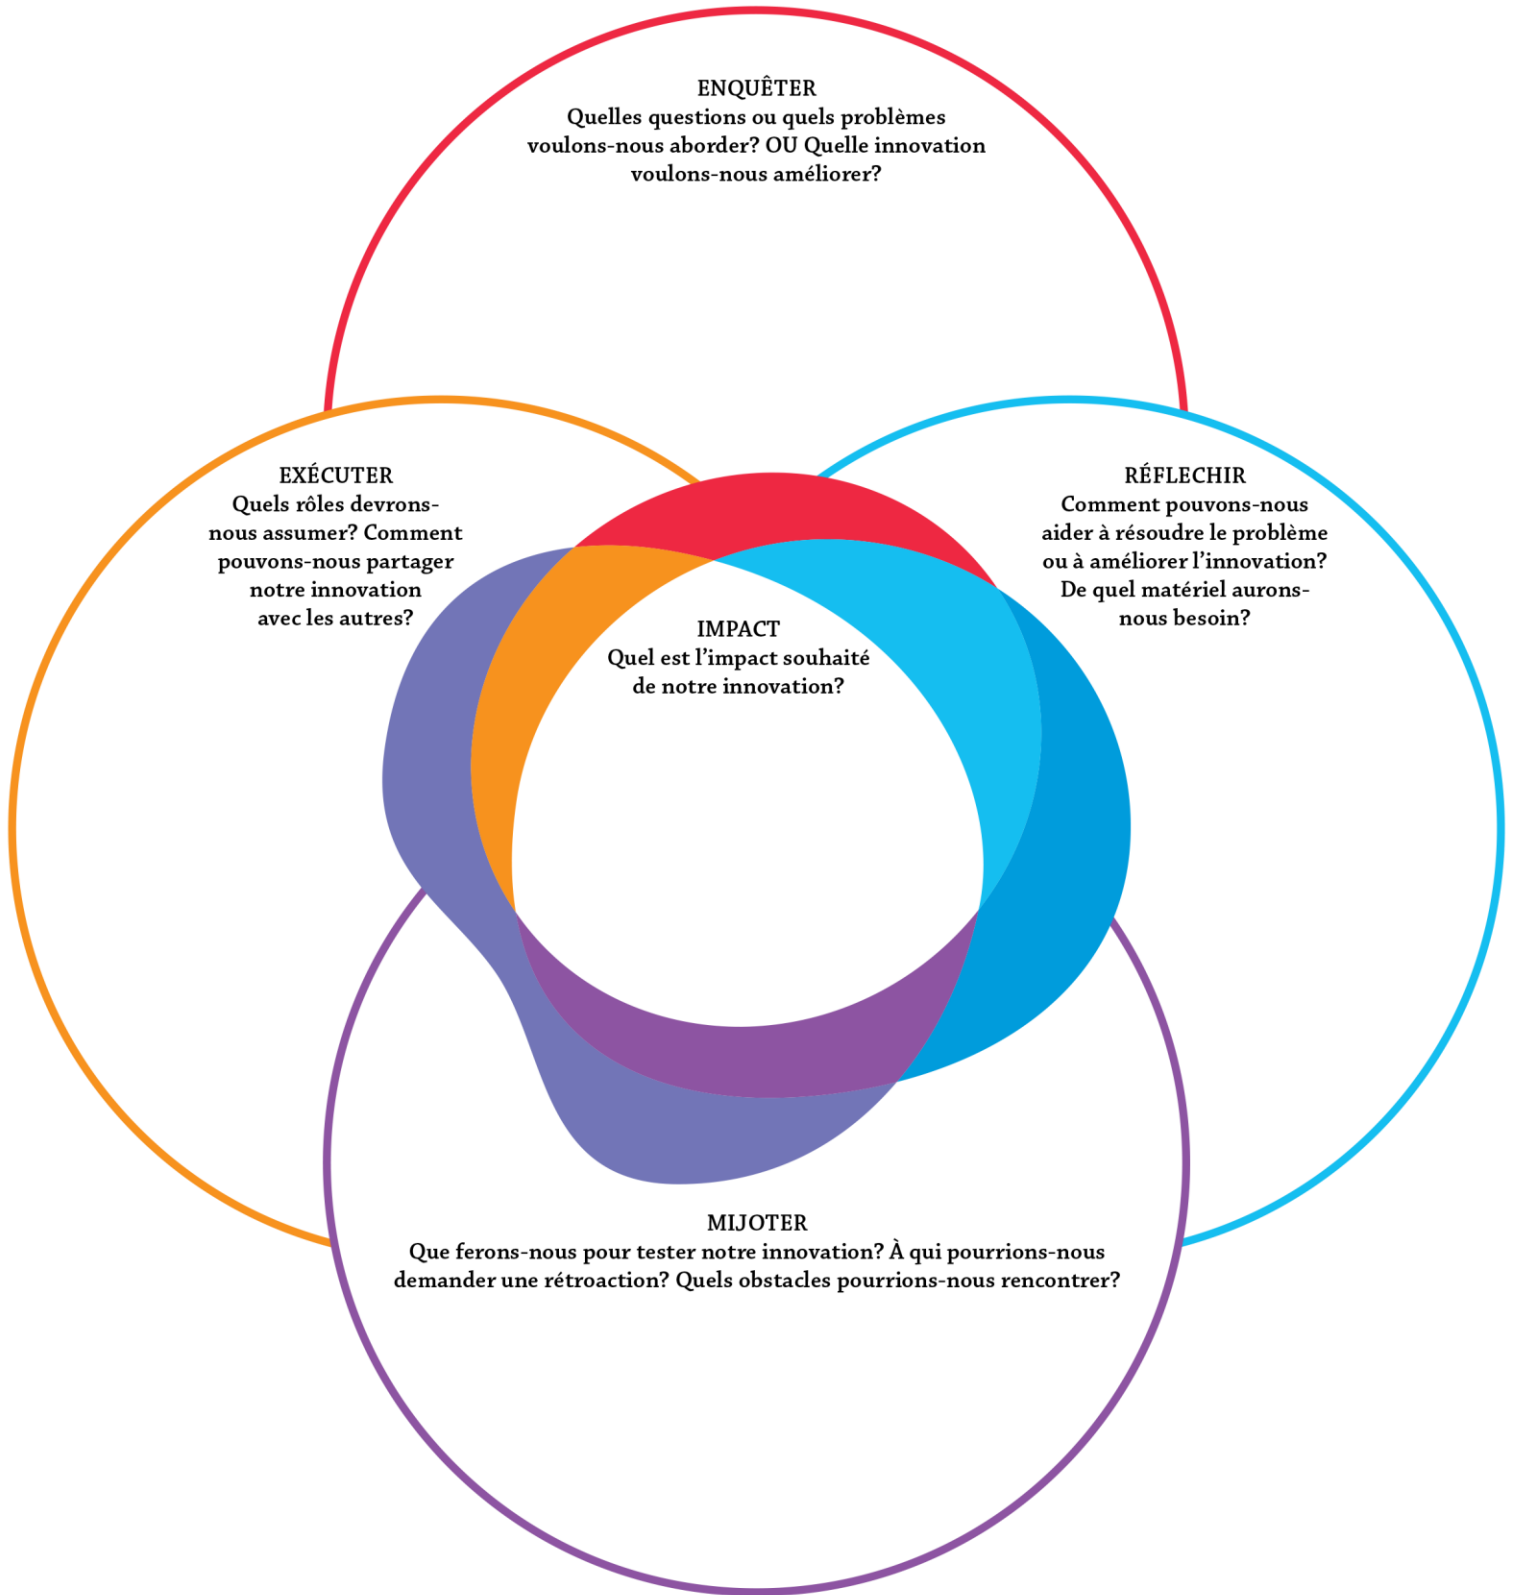 ENQUÊTER
Quelles questions ou quels problèmes
voulons-nous aborder? OU Quelle innovation
voulons-nous améliorer?
EXÉCUTER
Quels rôles devrons-
nous assumer? Comment
pouvons-nous partager
notre innovation
avec les autres?
RÉFLECHIR
Comment pouvons-nous
aider à résoudre le problème
ou à améliorer l’innovation?
De quel matériel aurons-
nous besoin?
IMPACT
Quel est l’impact souhaité
de notre innovation?
MIJOTER
Que ferons-nous pour tester notre innovation? À qui pourrions-nous
demander une rétroaction? Quels obstacles pourrions-nous rencontrer?